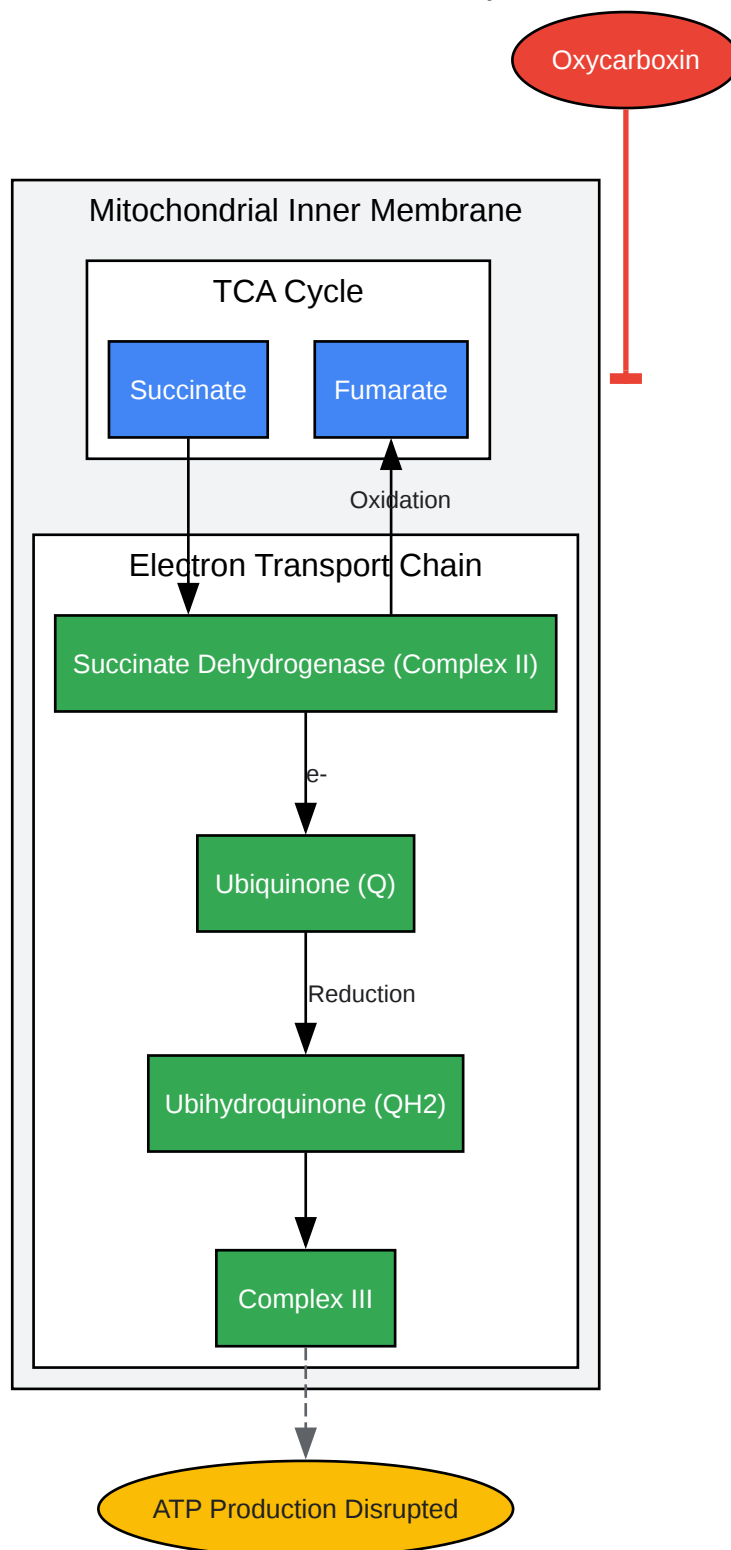 Oxycarboxin
Mitochondrial Inner Membrane
TCA Cycle
Succinate
Fumarate
Oxidation
Electron Transport Chain
Succinate Dehydrogenase (Complex II)
e-
Ubiquinone (Q)
Reduction
Ubihydroquinone (QH2)
Complex III
ATP Production Disrupted